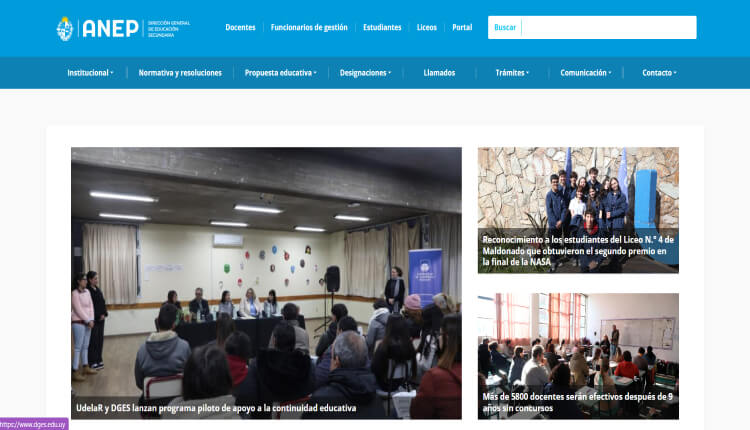 ANEP
DIRECCIÓN GENERAL
DE EDUCACIÓN
SECUNDARIA
Docentes
Funcionarios de gestión
Estudiantes
Liceos
Portal
Buscar
Institucional
Normativa y resoluciones
Propuesta educativa
Designaciones
Llamados
Trámites
Comunicación
Contacto
UdelaR y DGES lanzan programa piloto de apoyo a la continuidad educativa
Reconocimiento a los estudiantes del Liceo N.° 4 de
Maldonado que obtuvieron el segundo premio en
la final de la NASA
Más de 5800 docentes serán efectivos después de 9
años sin concursos
https://www.dges.edu.uy